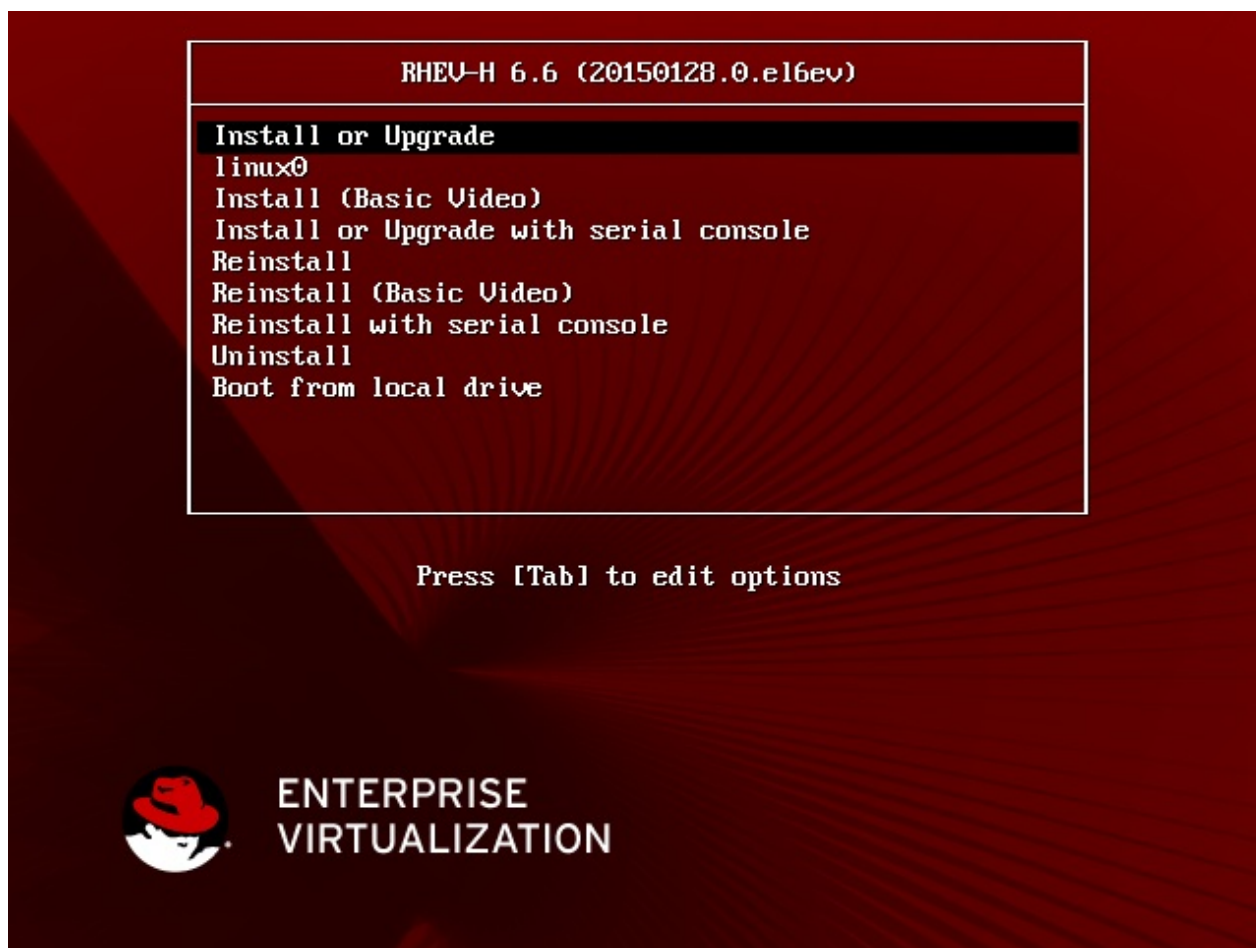 RHEV-H 6.6 (20150128.0.el6ev)
Install or Upgrade
linux0
Install (Basic Video)
Install or Upgrade with serial console
Reinstall
Reinstall (Basic Video)
Reinstall with serial console
Uninstall
Boot from local drive
Press [Tab] to edit options
ENTERPRISE
VIRTUALIZATION